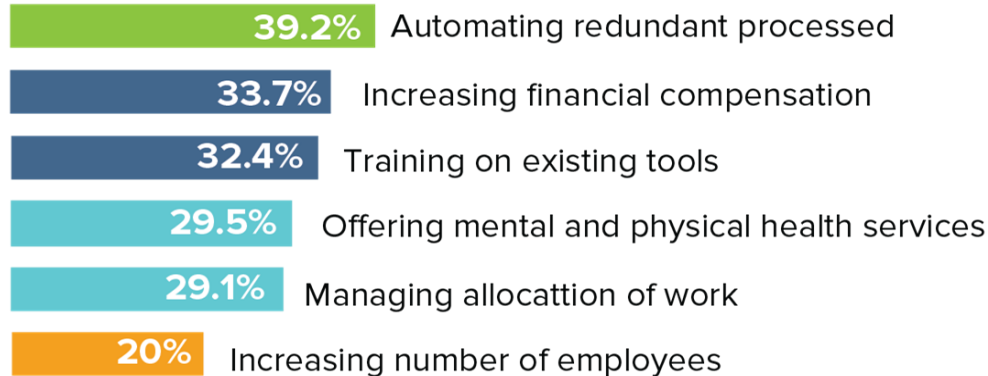 39.2% Automating redundant processed
33.7% Increasing financial compensation
32.4% Training on existing tools
29.5% Offering mental and physical health services
29.1% Managing allocattion of work
20% Increasing number of employees